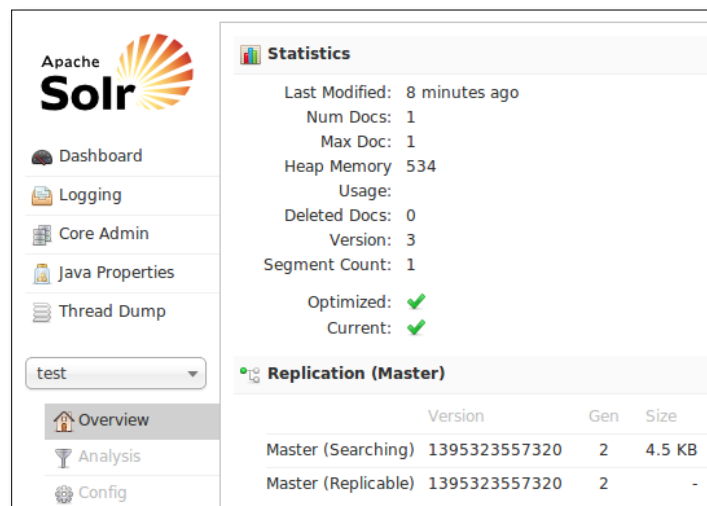 Apache
Solr
Dashboard
Logging
Core Admin
Java Properties
Thread Dump
test
Overview
Analysis
Config
Statistics
Last Modified: 8 minutes ago
Num Docs: 1
Max Doc: 1
Heap Memory 534
Usage:
Deleted Docs: 0
Version: 3
Segment Count: 1
Optimized:
Current:
Replication (Master)
Version Gen Size
Master (Searching) 1395323557320 2 4.5 KB
Master (Replicable) 1395323557320 2 -